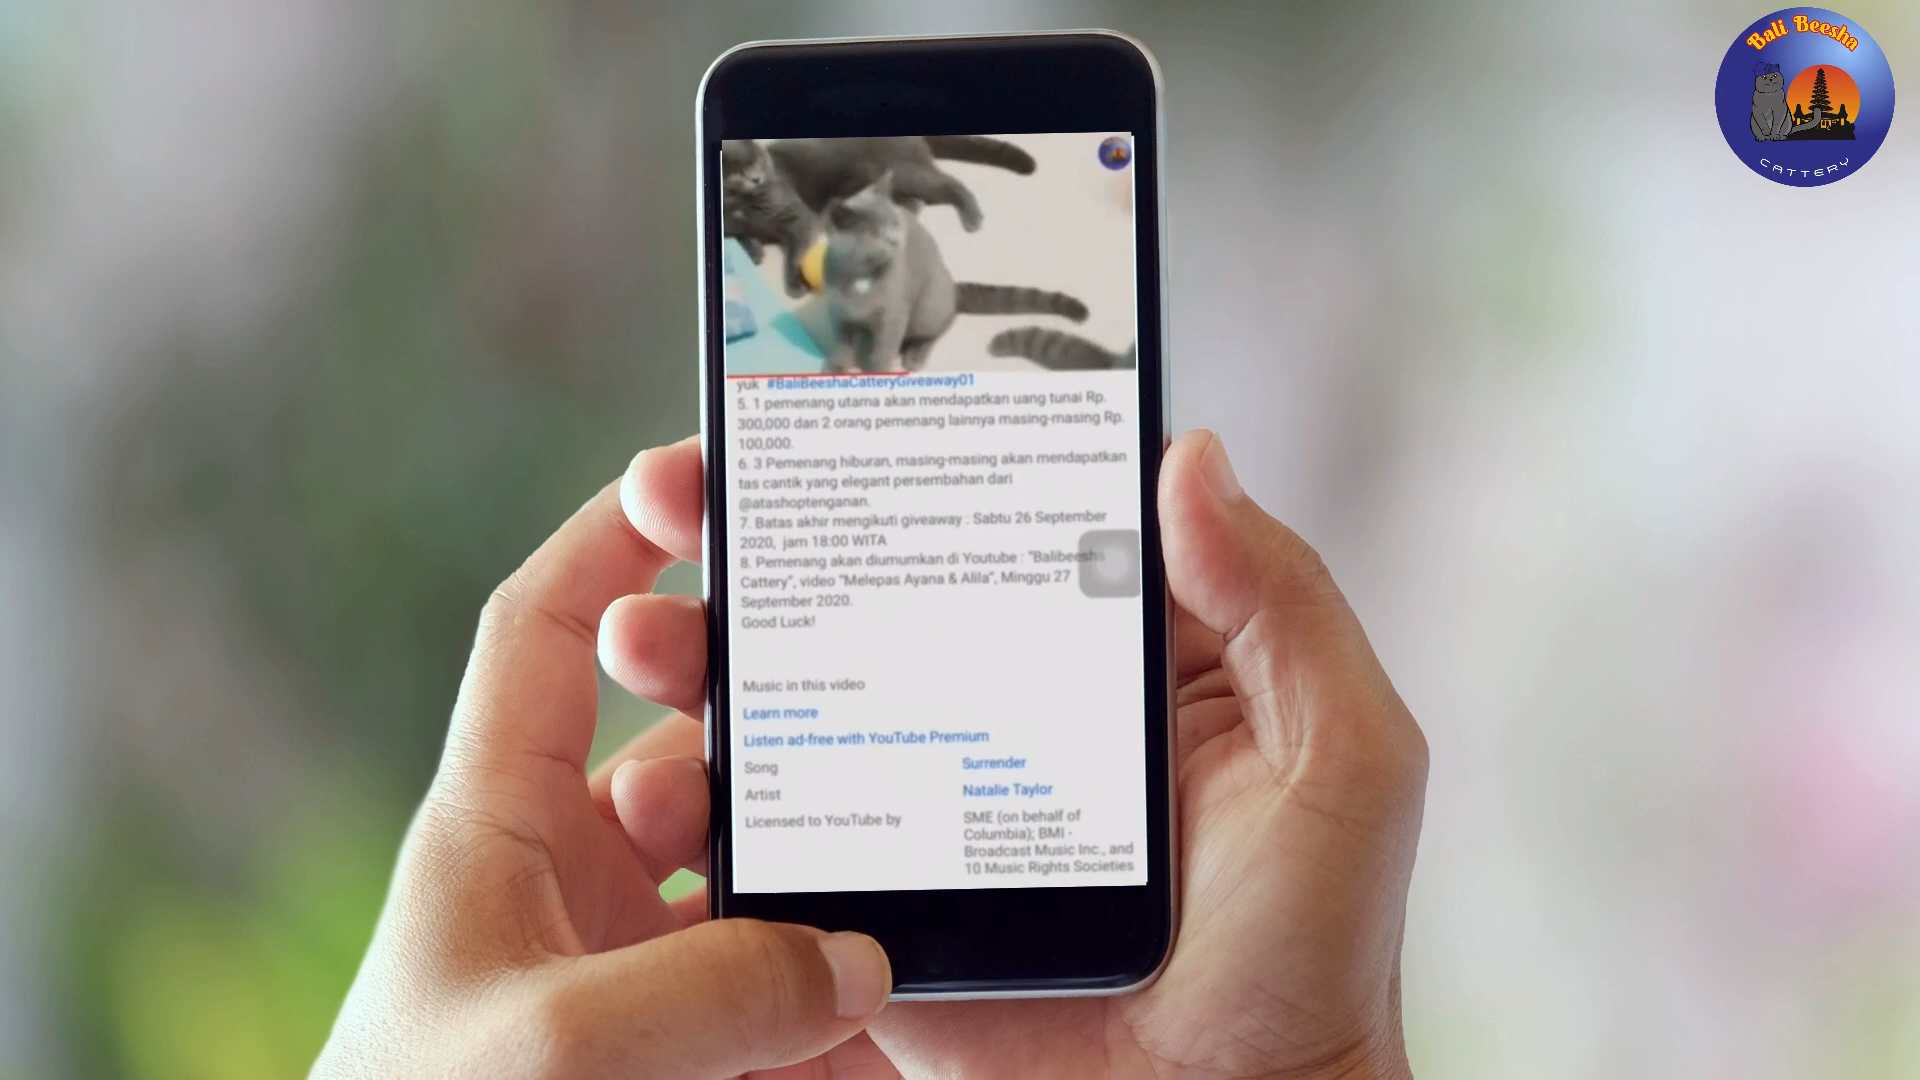 Bali Beesha
CATTERY
yuk #BaliBeeshaCatteryGiveaway01
5. 1 pemenang utama akan mendapatkan uang tunai Rp.
300,000 dan 2 orang pemenang lainnya masing-masing Rp.
100,000.
6. 3 Pemenang hiburan, masing-masing akan mendapatkan
tas cantik yang elegant persembahan dari
@atashoptenganan.
7. Batas akhir mengikuti giveaway : Sabtu 26 September
2020, jam 18:00 WITA
8. Pemenang akan diumumkan di Youtube : "Balibeesha
Cattery", video "Melepas Ayana & Alila", Minggu 27
September 2020.
Good Luck!
Music in this video
Learn more
Listen ad-free with YouTube Premium
Song Surrender
Artist Natalie Taylor
Licensed to YouTube by SME (on behalf of
Columbia); BMI -
Broadcast Music Inc., and
10 Music Rights Societies